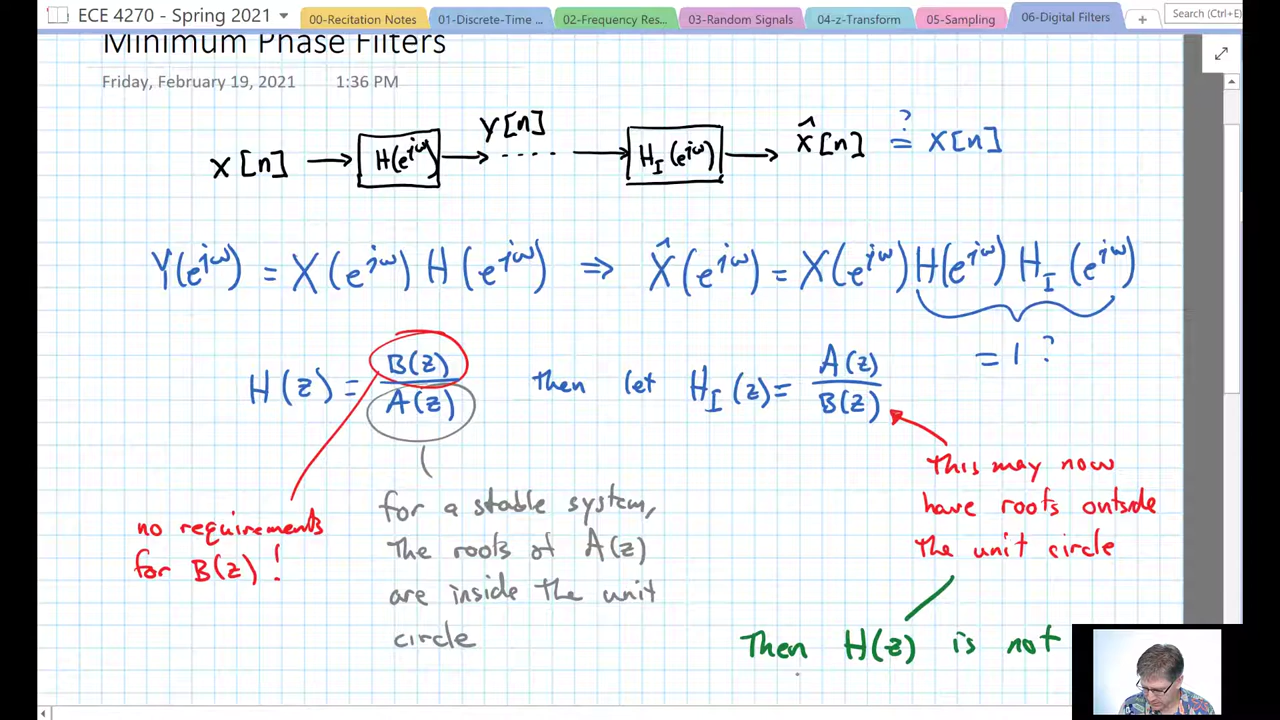 ECE 4270 - Spring 2021
00-Recitation Notes
01-Discrete-Time ...
02-Frequency Res...
03-Random Signals
04-z-Transform
05-Sampling
06-Digital Filters
+
Search (Ctrl+E)
Minimum Phase Filters
Friday, February 19, 2021 1:36 PM
x[n] → H(e^{jω}) → y[n] ···· → H_I(e^{jω}) → x̂[n] ≟ x[n]
Y(e^{jω}) = X(e^{jω}) H(e^{jω}) ⇒ X̂(e^{jω}) = X(e^{jω}) H(e^{jω}) H_I(e^{jω})
= 1 ?
H(z) = B(z)/A(z) then let H_I(z) = A(z)/B(z)
no requirements
for B(z) !
for a stable system,
the roots of A(z)
are inside the unit
circle
This may now
have roots outside
the unit circle
Then H(z) is not